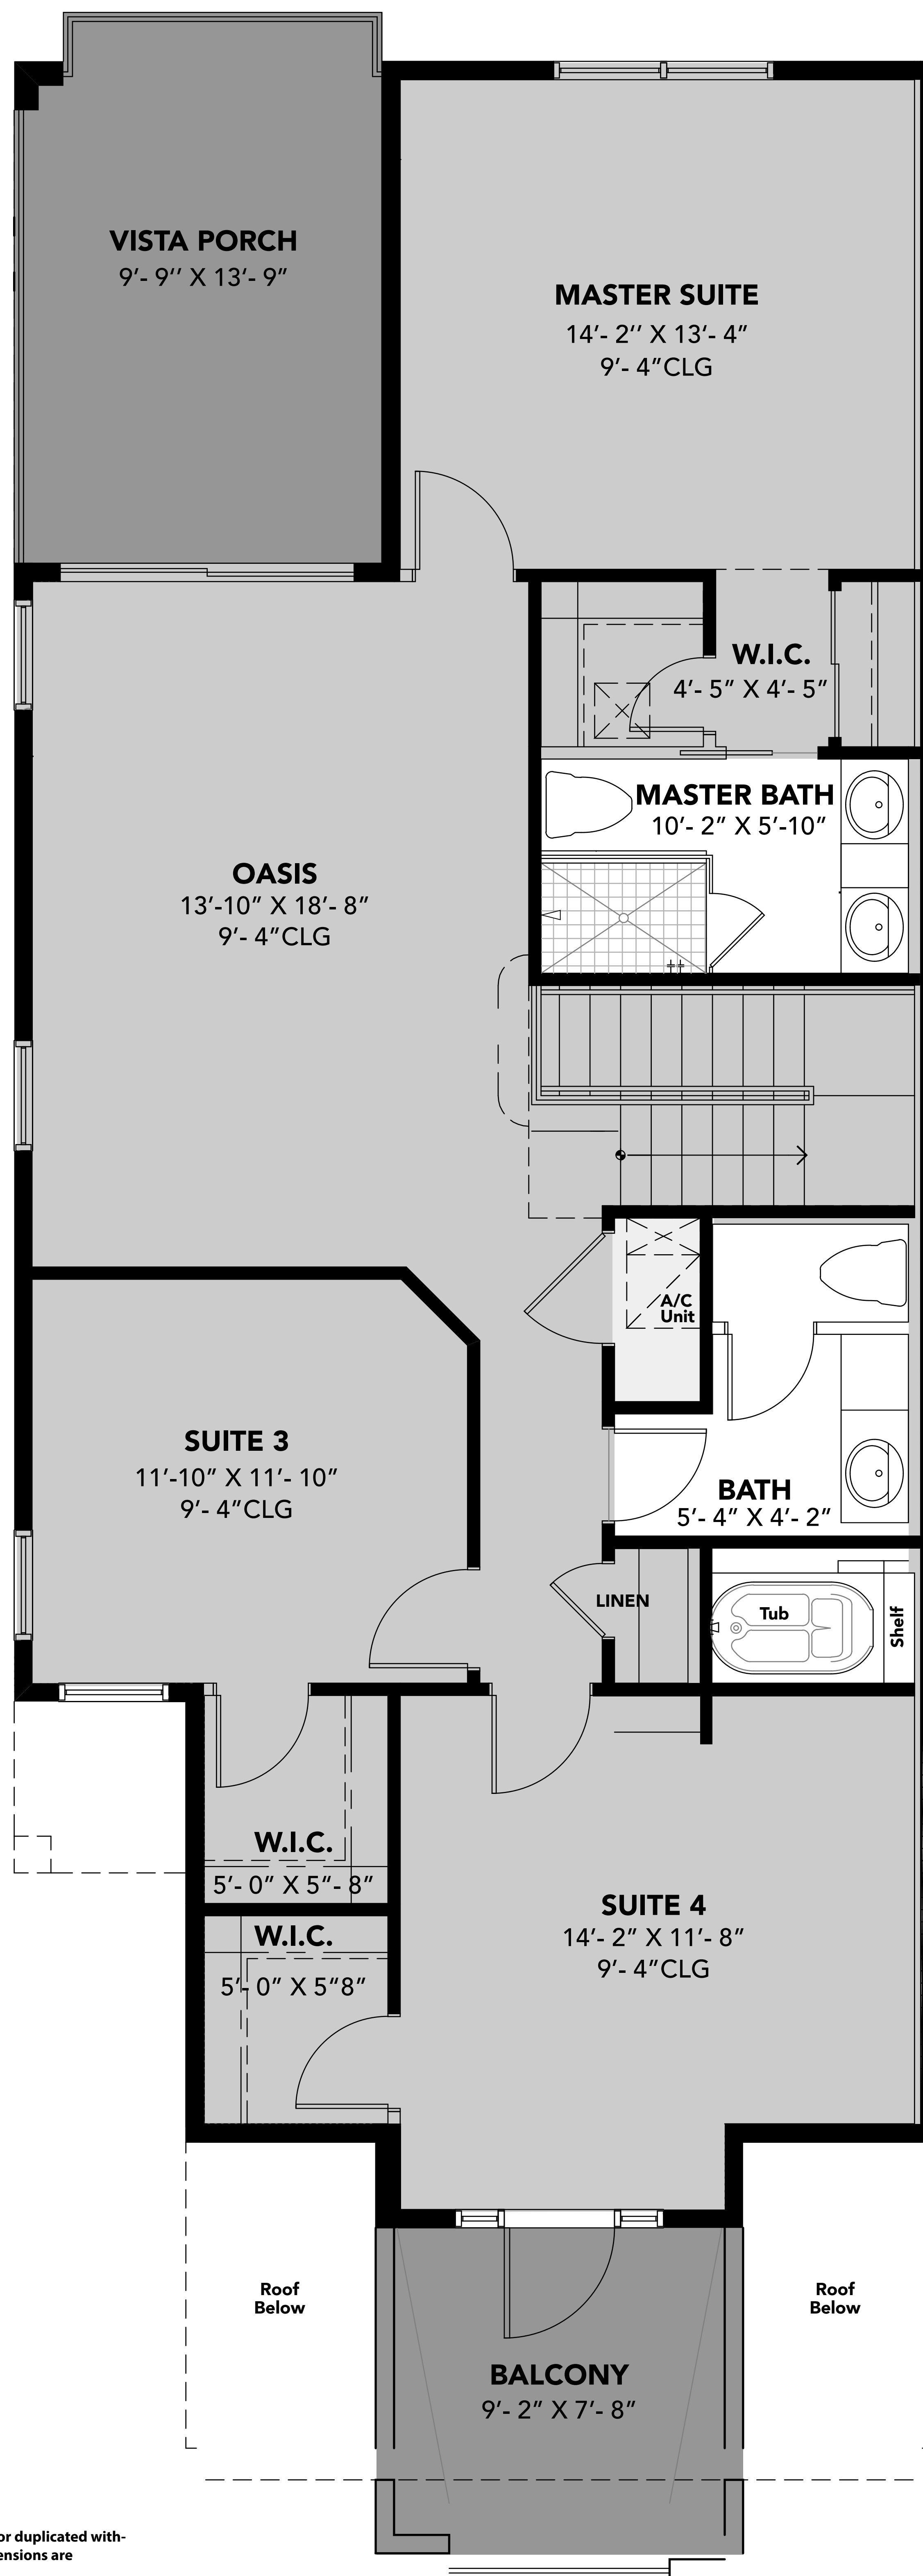 VISTA PORCH
9’- 9’’ X 13’- 9”
MASTER SUITE
14’- 2’’ X 13’- 4”
9’- 4”CLG
W.I.C.
4’- 5” X 4’- 5”
MASTER BATH
10’- 2” X 5’-10”
OASIS
13’-10” X 18’- 8”
9’- 4”CLG
A/C
Unit
SUITE 3
11’-10” X 11’- 10”
9’- 4”CLG
BATH
5’- 4” X 4’- 2”
LINEN
Tub
Shelf
W.I.C.
5’- 0” X 5“- 8”
W.I.C.
5’- 0” X 5“8”
SUITE 4
14’- 2” X 11’- 8”
9’- 4”CLG
Roof
Below
Roof
Below
BALCONY
9’- 2” X 7’- 8”
or duplicated with-
ensions are